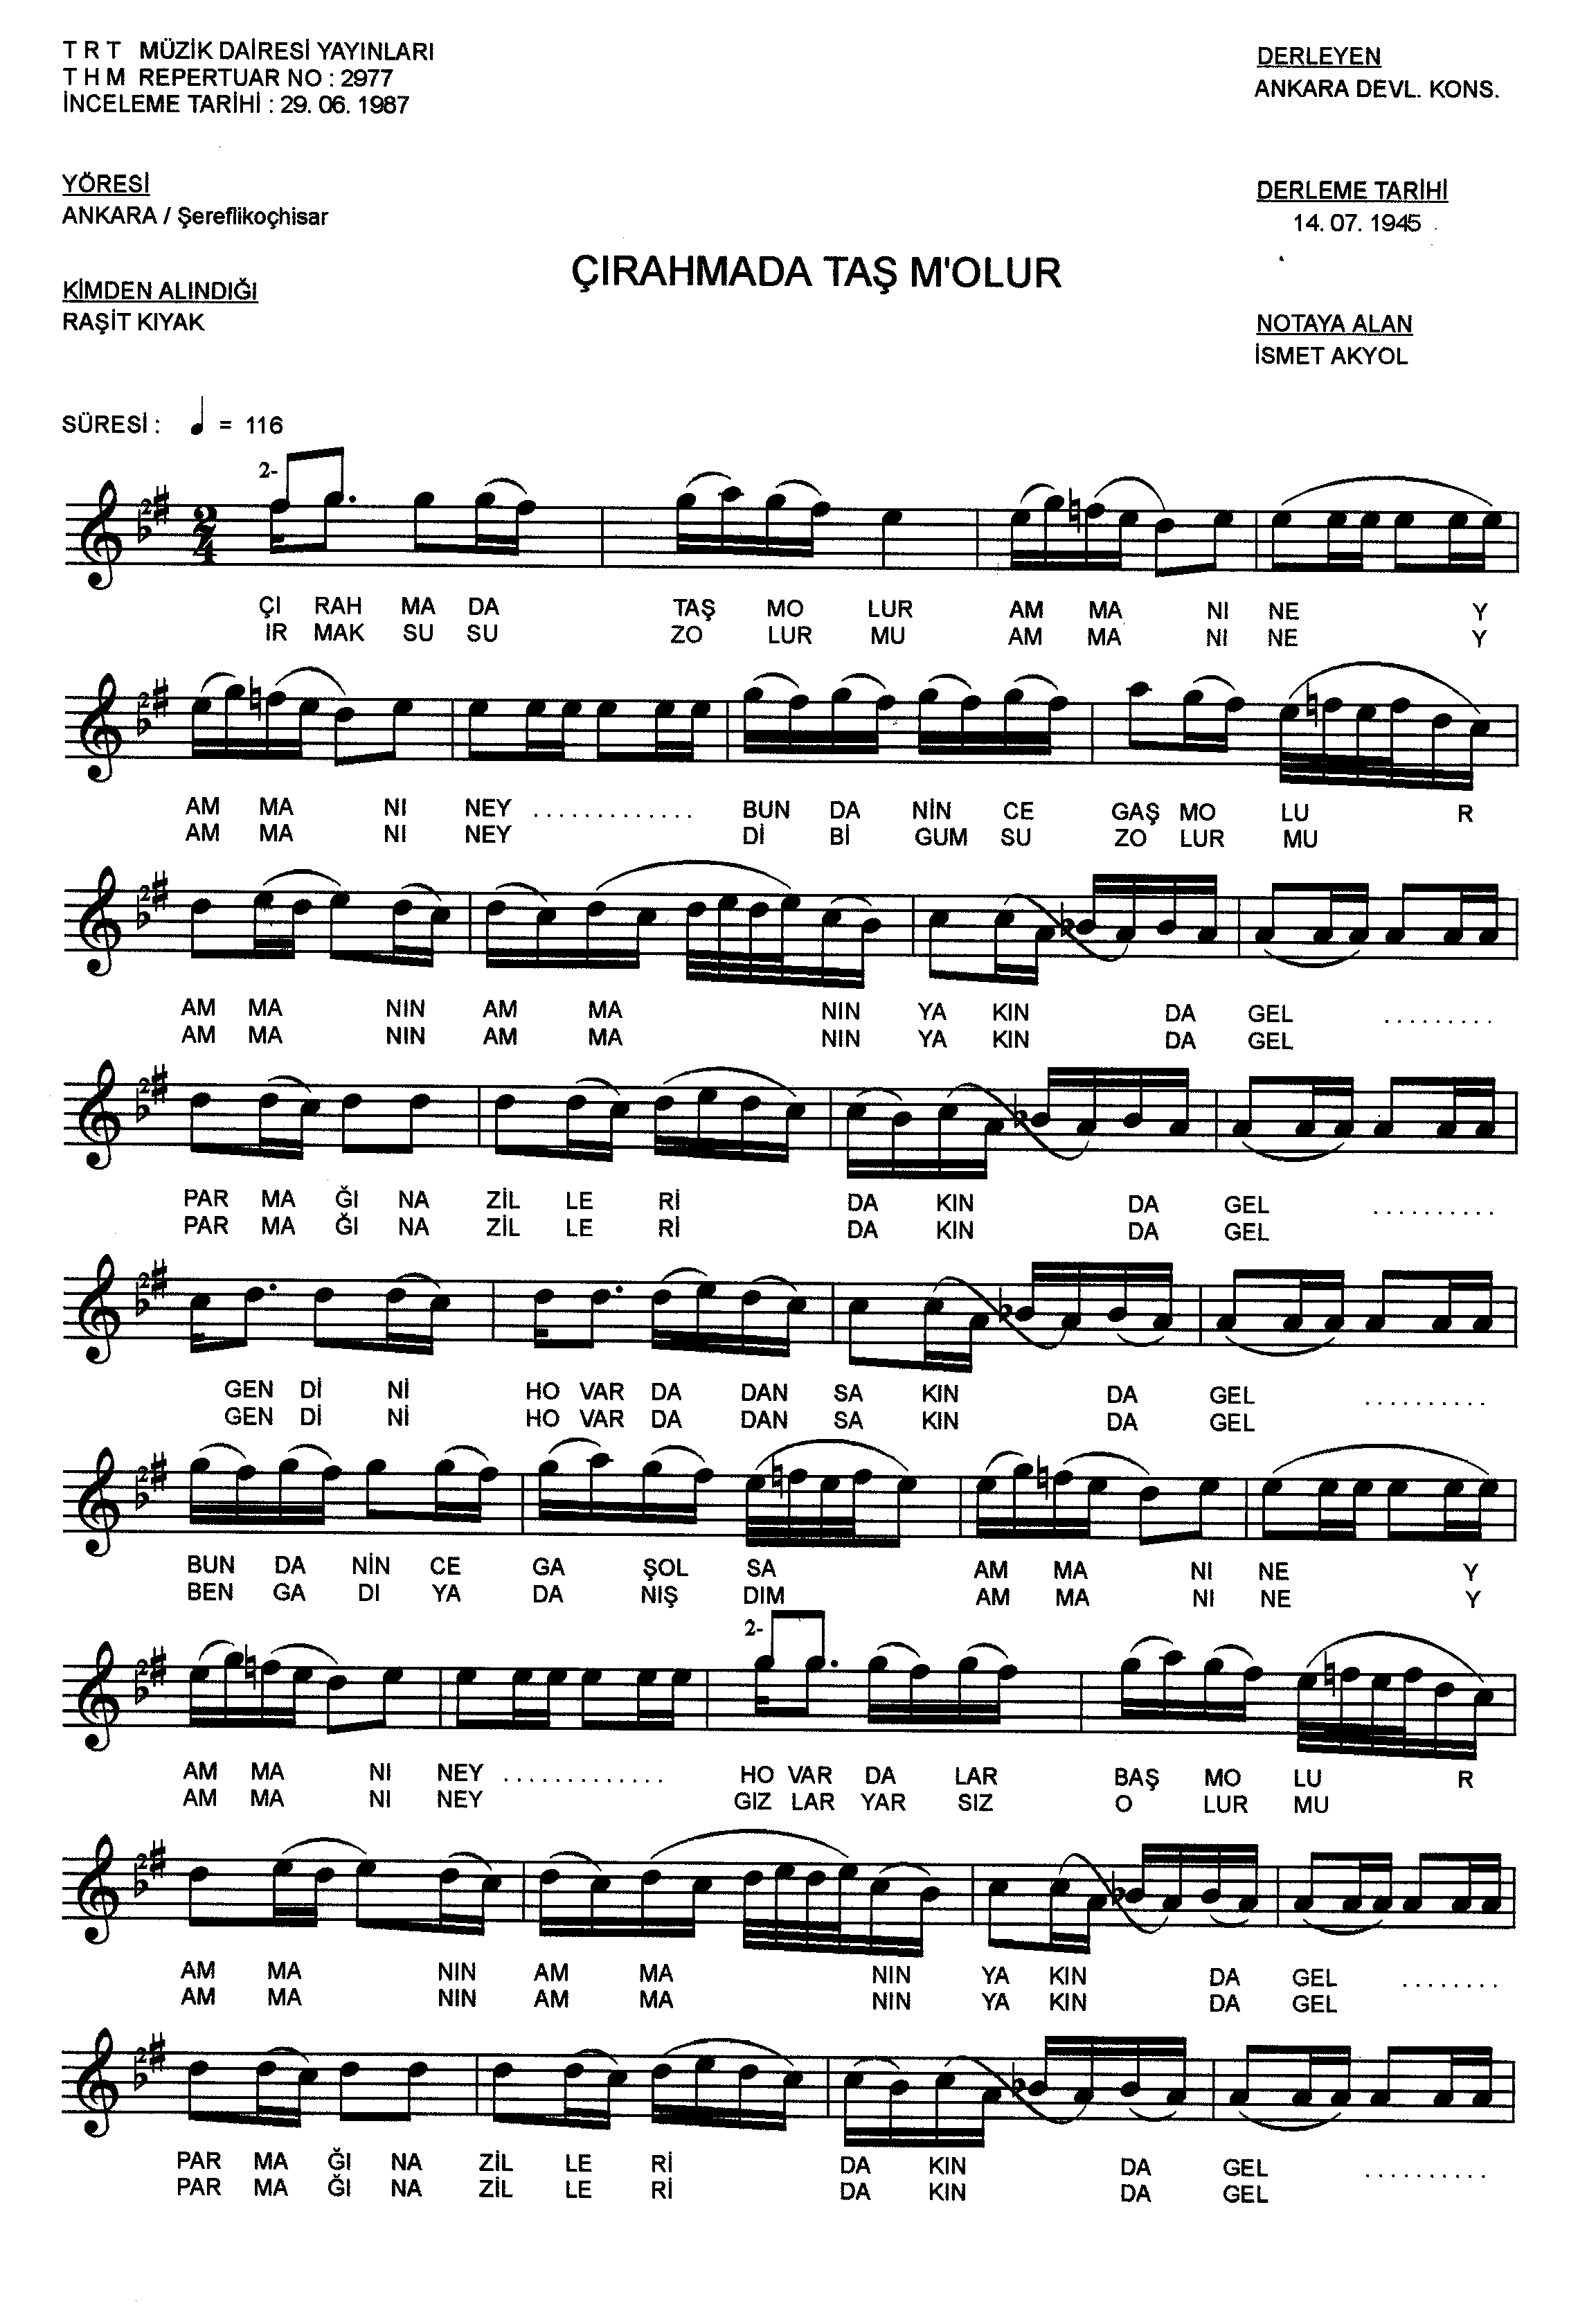 T R T MÜZİK DAİRESİ YAYINLARI
T H M REPERTUAR NO : 2977
İNCELEME TARİHİ : 29. 06. 1987
DERLEYEN
ANKARA DEVL. KONS.
YÖRESİ
ANKARA / Şereflikoçhisar
DERLEME TARİHİ
14. 07. 1945
ÇIRAHMADA TAŞ M'OLUR
KİMDEN ALINDIĞI
RAŞİT KIYAK
NOTAYA ALAN
İSMET AKYOL
SÜRESİ : ♩ = 116
2-
2 4
ÇI RAH MA DA TAŞ MO LUR AM MA NI NE Y
IR MAK SU SU ZO LUR MU AM MA NI NE Y
AM MA NI NEY ............. BUN DA NİN CE GAŞ MO LU R
AM MA NI NEY Dİ Bİ GUM SU ZO LUR MU
AM MA NIN AM MA NIN YA KIN DA GEL .........
AM MA NIN AM MA NIN YA KIN DA GEL
PAR MA ĞI NA ZİL LE Rİ DA KIN DA GEL ..........
PAR MA ĞI NA ZİL LE Rİ DA KIN DA GEL
GEN Dİ Nİ HO VAR DA DAN SA KIN DA GEL ..........
GEN Dİ Nİ HO VAR DA DAN SA KIN DA GEL
BUN DA NİN CE GA ŞOL SA AM MA NI NE Y
BEN GA DI YA DA NIŞ DIM AM MA NI NE Y
2-
AM MA NI NEY ............. HO VAR DA LAR BAŞ MO LU R
AM MA NI NEY GIZ LAR YAR SIZ O LUR MU
AM MA NIN AM MA NIN YA KIN DA GEL ........
AM MA NIN AM MA NIN YA KIN DA GEL
PAR MA ĞI NA ZİL LE Rİ DA KIN DA GEL ..........
PAR MA ĞI NA ZİL LE Rİ DA KIN DA GEL